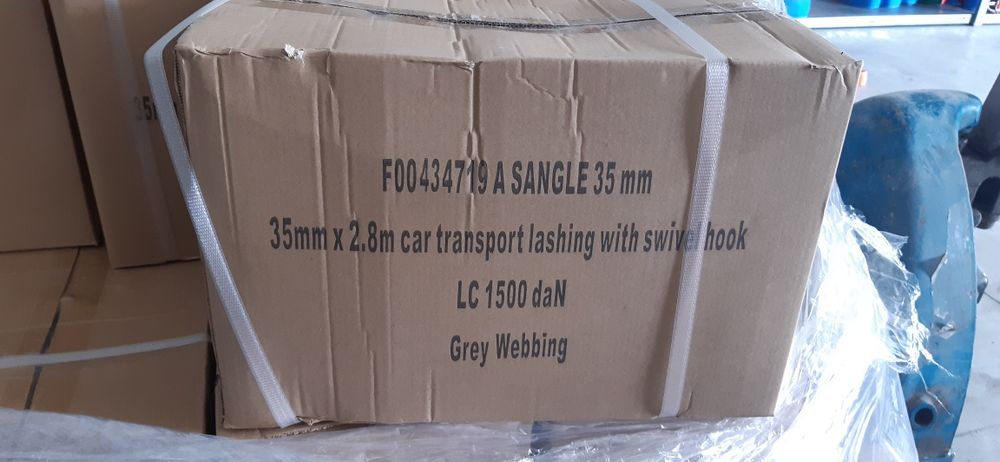 F00434719 A SANGLE 35 mm
35mm x 2.8m car transport lashing with swivel hook
LC 1500 daN
Grey Webbing